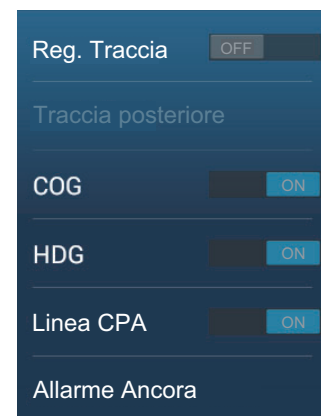 Reg. Traccia OFF
Traccia posteriore
COG ON
HDG ON
Linea CPA ON
Allarme Ancora